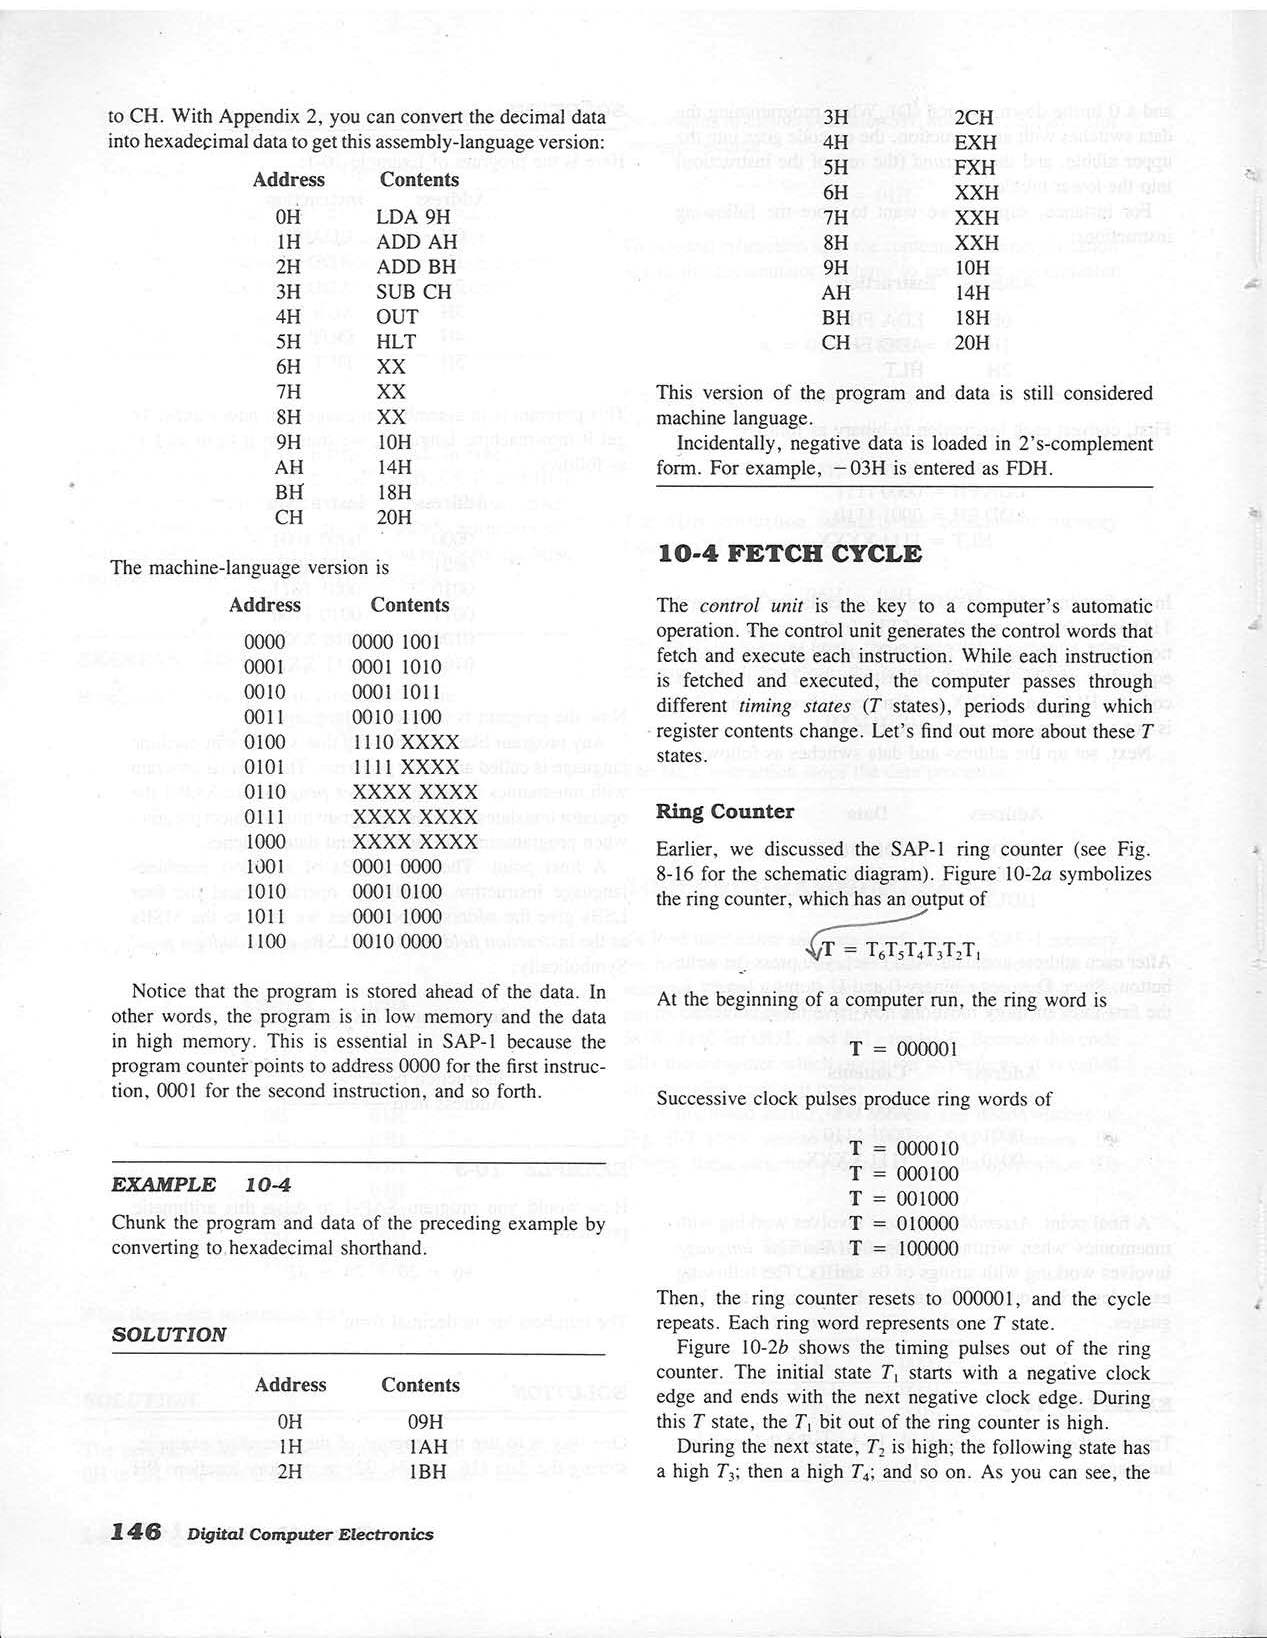 to CH. With Appendix 2, you can convert the decimal data
into hexadecimal data to get this assembly-language version:
Address Contents
0H LDA 9H
1H ADD AH
2H ADD BH
3H SUB CH
4H OUT
5H HLT
6H XX
7H XX
8H XX
9H 10H
AH 14H
BH 18H
CH 20H
The machine-language version is
Address Contents
0000 0000 1001
0001 0001 1010
0010 0001 1011
0011 0010 1100
0100 1110 XXXX
0101 1111 XXXX
0110 XXXX XXXX
0111 XXXX XXXX
1000 XXXX XXXX
1001 0001 0000
1010 0001 0100
1011 0001 1000
1100 0010 0000
Notice that the program is stored ahead of the data. In
other words, the program is in low memory and the data
in high memory. This is essential in SAP-1 because the
program counter points to address 0000 for the first instruc-
tion, 0001 for the second instruction, and so forth.
EXAMPLE 10-4
Chunk the program and data of the preceding example by
converting to hexadecimal shorthand.
SOLUTION
Address Contents
0H 09H
1H 1AH
2H 1BH
3H 2CH
4H EXH
5H FXH
6H XXH
7H XXH
8H XXH
9H 10H
AH 14H
BH 18H
CH 20H
This version of the program and data is still considered
machine language.
Incidentally, negative data is loaded in 2's-complement
form. For example, −03H is entered as FDH.
10-4 FETCH CYCLE
The control unit is the key to a computer's automatic
operation. The control unit generates the control words that
fetch and execute each instruction. While each instruction
is fetched and executed, the computer passes through
different timing states (T states), periods during which
register contents change. Let's find out more about these T
states.
Ring Counter
Earlier, we discussed the SAP-1 ring counter (see Fig.
8-16 for the schematic diagram). Figure 10-2a symbolizes
the ring counter, which has an output of
T = T₆T₅T₄T₃T₂T₁
At the beginning of a computer run, the ring word is
T = 000001
Successive clock pulses produce ring words of
T = 000010
T = 000100
T = 001000
T = 010000
T = 100000
Then, the ring counter resets to 000001, and the cycle
repeats. Each ring word represents one T state.
Figure 10-2b shows the timing pulses out of the ring
counter. The initial state T₁ starts with a negative clock
edge and ends with the next negative clock edge. During
this T state, the T₁ bit out of the ring counter is high.
During the next state, T₂ is high; the following state has
a high T₃; then a high T₄; and so on. As you can see, the
146 Digital Computer Electronics